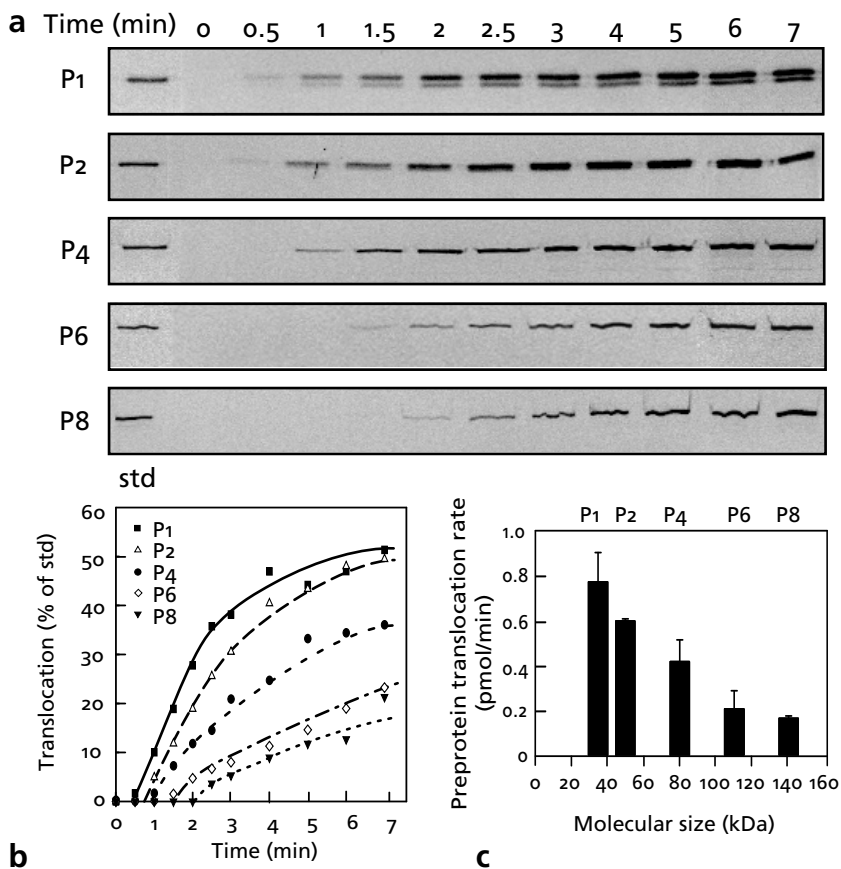 a Time (min) 0 0.5 1 1.5 2 2.5 3 4 5 6 7
P1
P2
P4
P6
P8
std
60
50
40
30
20
10
0
Translocation (% of std)
P1
P2
P4
P6
P8
0 1 2 3 4 5 6 7
Time (min)
b
Preprotein translocation rate
(pmol/min)
P1 P2 P4 P6 P8
1.0
0.8
0.6
0.4
0.2
0
0 20 40 60 80 100 120 140 160
Molecular size (kDa)
c